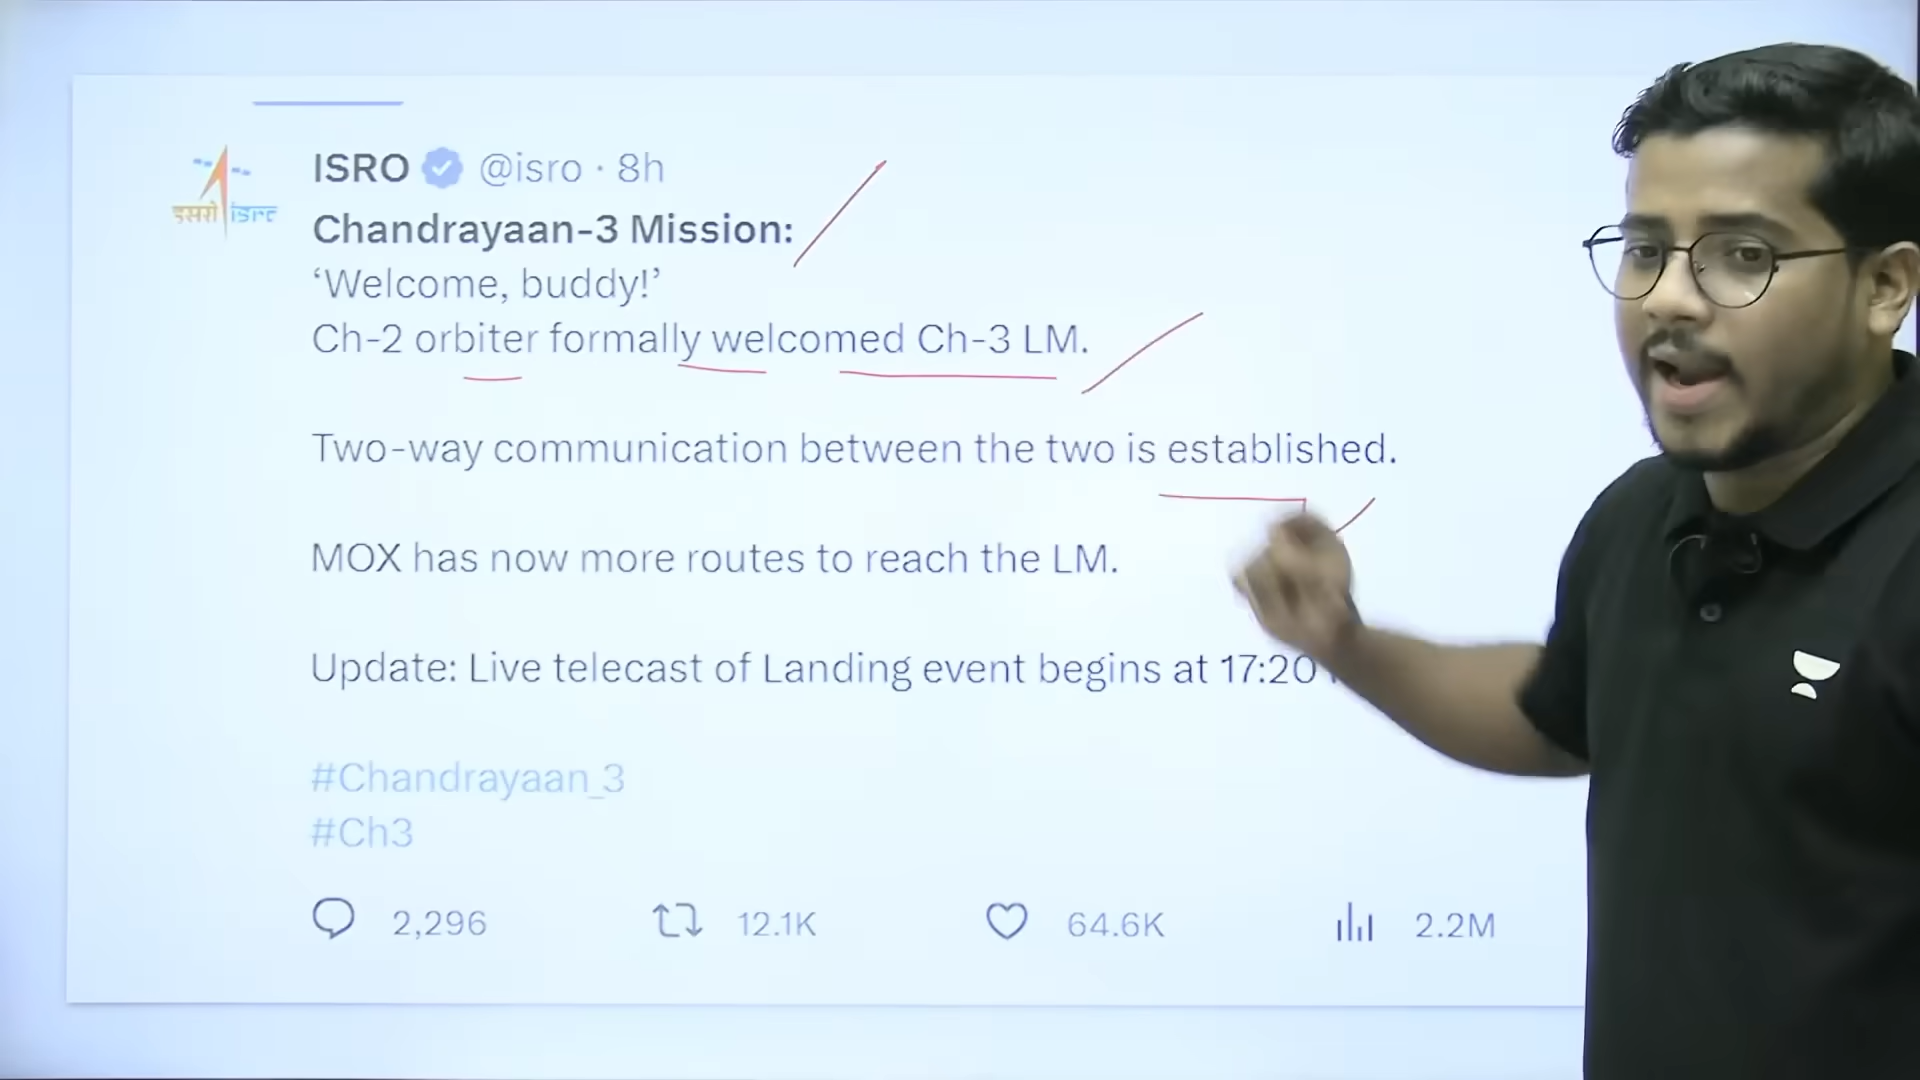 ISRO @isro · 8h
इसरो isro
Chandrayaan-3 Mission:
‘Welcome, buddy!’
Ch-2 orbiter formally welcomed Ch-3 LM.
Two-way communication between the two is established.
MOX has now more routes to reach the LM.
Update: Live telecast of Landing event begins at 17:20
#Chandrayaan_3
#Ch3
2,296 12.1K 64.6K 2.2M